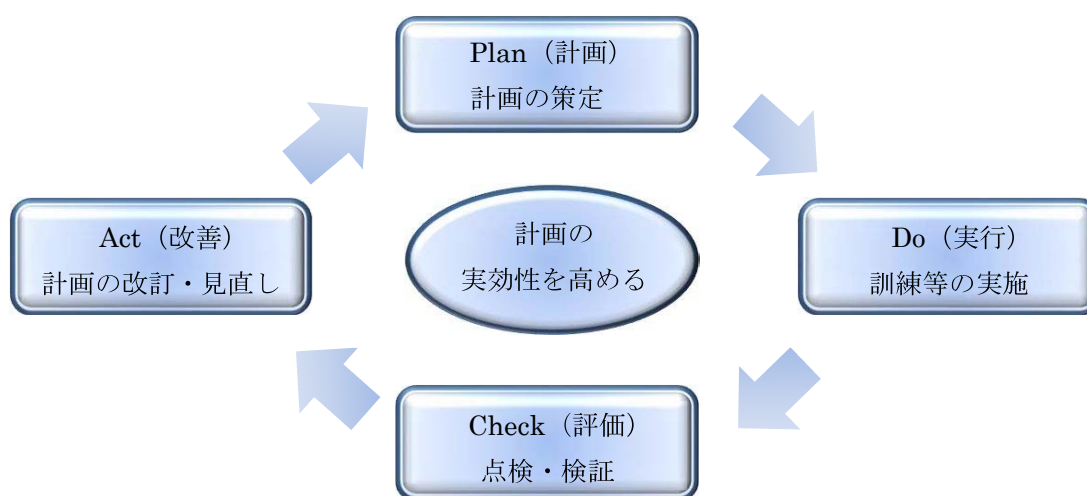 Plan（計画）
計画の策定
Act（改善）
計画の改訂・見直し
計画の
実効性を高める
Do（実行）
訓練等の実施
Check（評価）
点検・検証